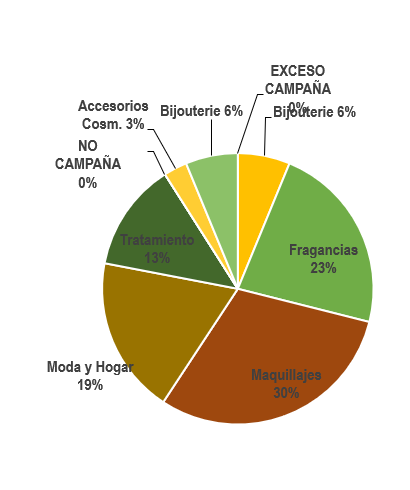 EXCESO
CAMPAÑA
0%
Bijouterie 6%
Fragancias
23%
Maquillajes
30%
Moda y Hogar
19%
Tratamiento
13%
NO
CAMPAÑA
0%
Accesorios
Cosm. 3%
Bijouterie 6%